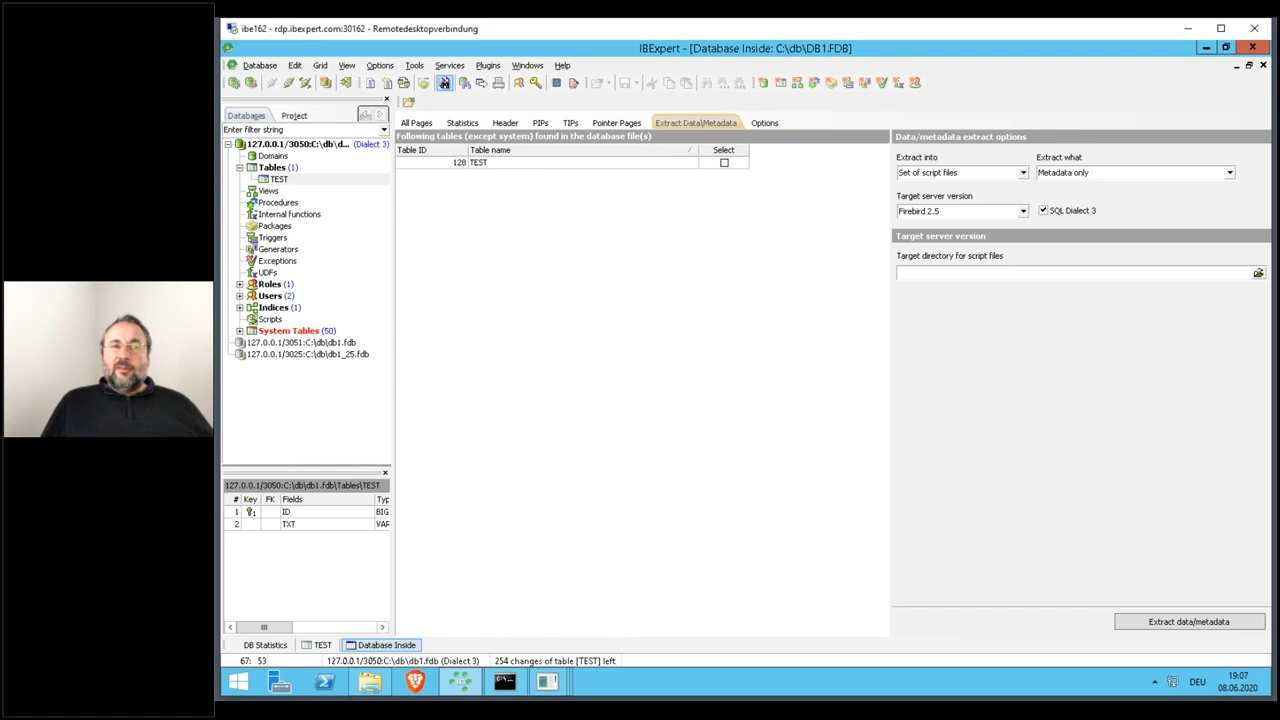 ibe162 - rdp.ibexpert.com:30162 - Remotedesktopverbindung
IBExpert - [Database Inside: C:\db\DB1.FDB]
Database Edit Grid View Options Tools Services Plugins Windows Help
Databases Project
Enter filter string
127.0.0.1/3050:C:\db\d... (Dialect 3)
Domains
Tables (1)
TEST
Views
Procedures
Internal functions
Packages
Triggers
Generators
Exceptions
UDFs
Roles (1)
Users (2)
Indices (1)
Scripts
System Tables (50)
127.0.0.1/3051:C:\db\db1.fdb
127.0.0.1/3025:C:\db\db1_25.fdb
127.0.0.1/3050:C:\db\db1.fdb\Tables\TEST
# Key FK Fields Typ
1 1 ID BIG
2 TXT VAR
All Pages Statistics Header PIPs TIPs Pointer Pages Extract Data\Metadata Options
Following tables (except system) found in the database file(s)
Table ID Table name Select
128 TEST
Data/metadata extract options
Extract into Extract what
Set of script files Metadata only
Target server version
Firebird 2.5 SQL Dialect 3
Target server version
Target directory for script files
Extract data/metadata
DB Statistics TEST Database Inside
67: 53 127.0.0.1/3050:C:\db\db1.fdb (Dialect 3) 254 changes of table [TEST] left
DEU
19:07
08.06.2020